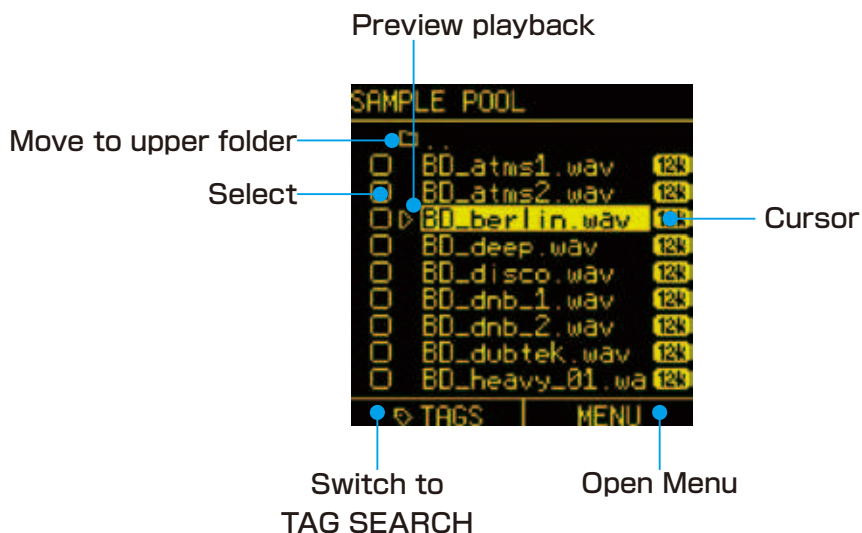 Preview playback
SAMPLE POOL
Move to upper folder
..
BD_atms1.wav
Select
BD_atms2.wav
BD_berlin.wav
Cursor
BD_deep.wav
BD_disco.wav
BD_dnb_1.wav
BD_dnb_2.wav
BD_dubtek.wav
BD_heavy_01.wa
TAGS
MENU
Switch to
TAG SEARCH
Open Menu